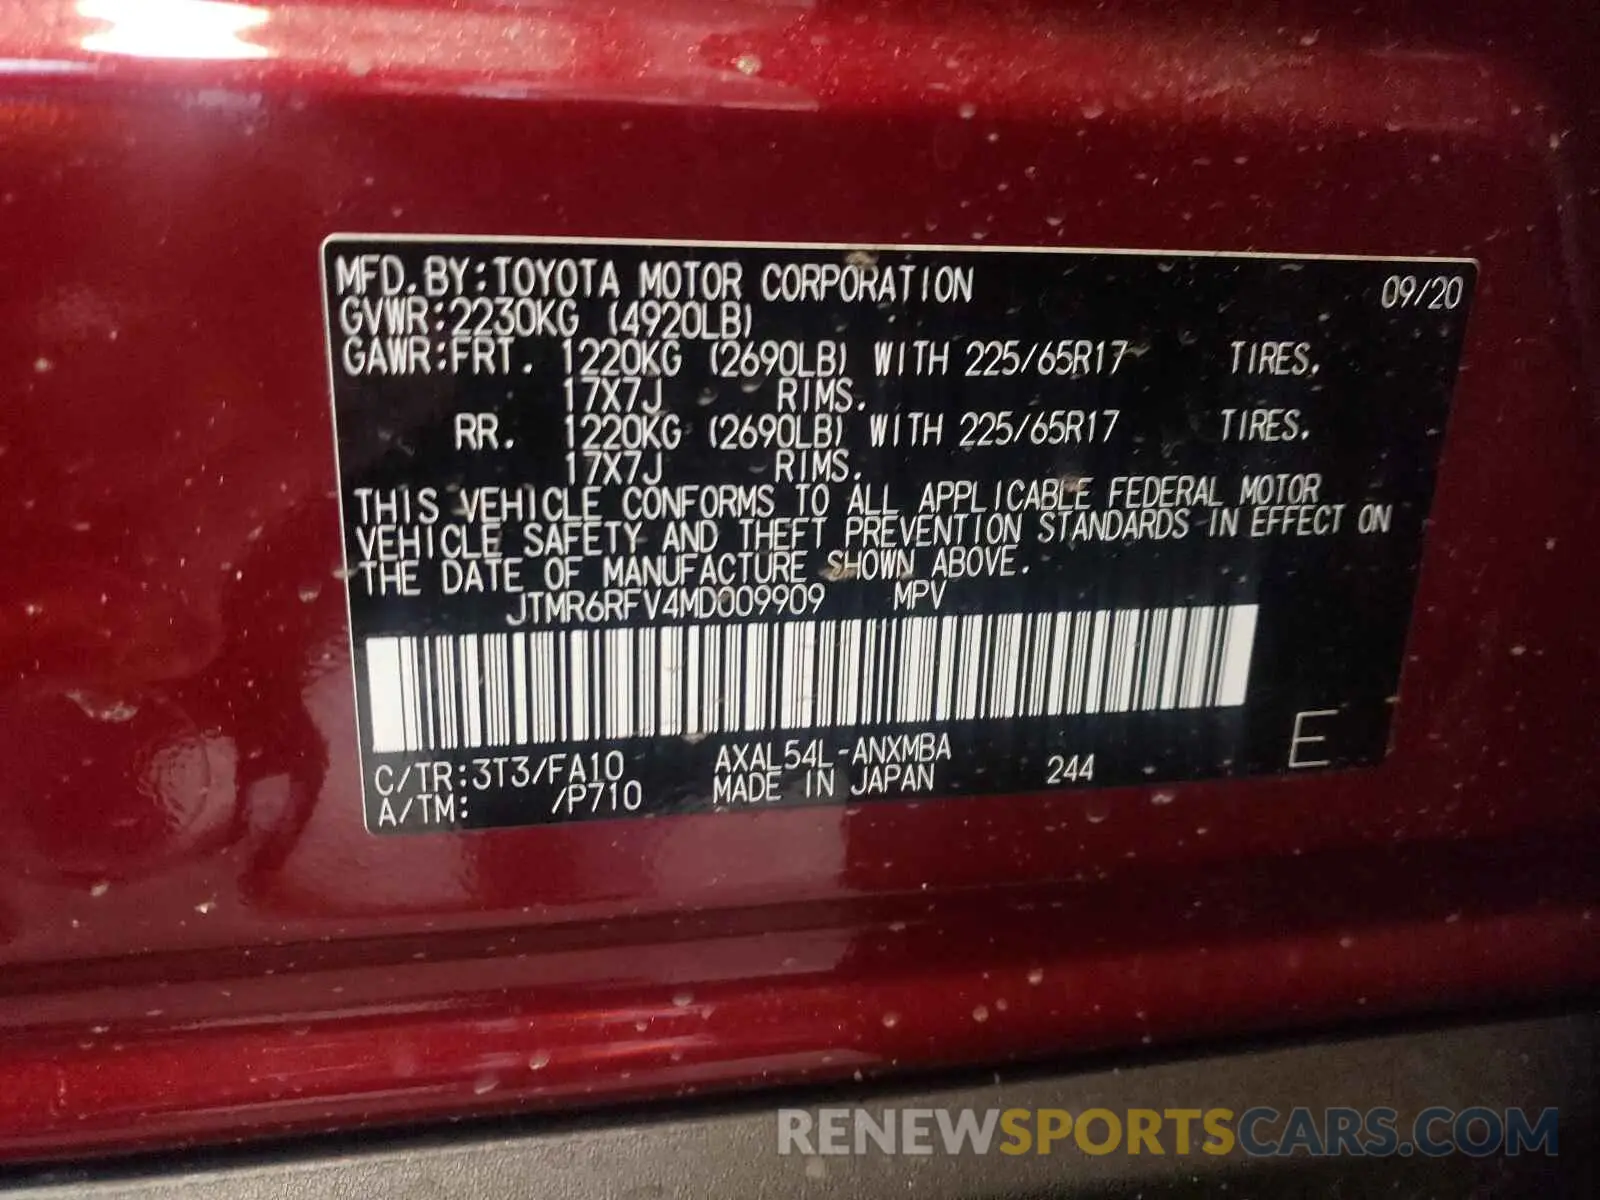 MFD.BY:TOYOTA MOTOR CORPORATION 09/20
GVWR:2230KG (4920LB)
GAWR:FRT. 1220KG (2690LB) WITH 225/65R17 TIRES.
17X7J RIMS.
RR. 1220KG (2690LB) WITH 225/65R17 TIRES.
17X7J RIMS.
THIS VEHICLE CONFORMS TO ALL APPLICABLE FEDERAL MOTOR
VEHICLE SAFETY AND THEFT PREVENTION STANDARDS IN EFFECT ON
THE DATE OF MANUFACTURE SHOWN ABOVE.
JTMR6RFV4MD009909 MPV
C/TR:3T3/FA10 AXAL54L-ANXMBA
A/TM: /P710 MADE IN JAPAN 244 E
RENEWSPORTSCARS.COM